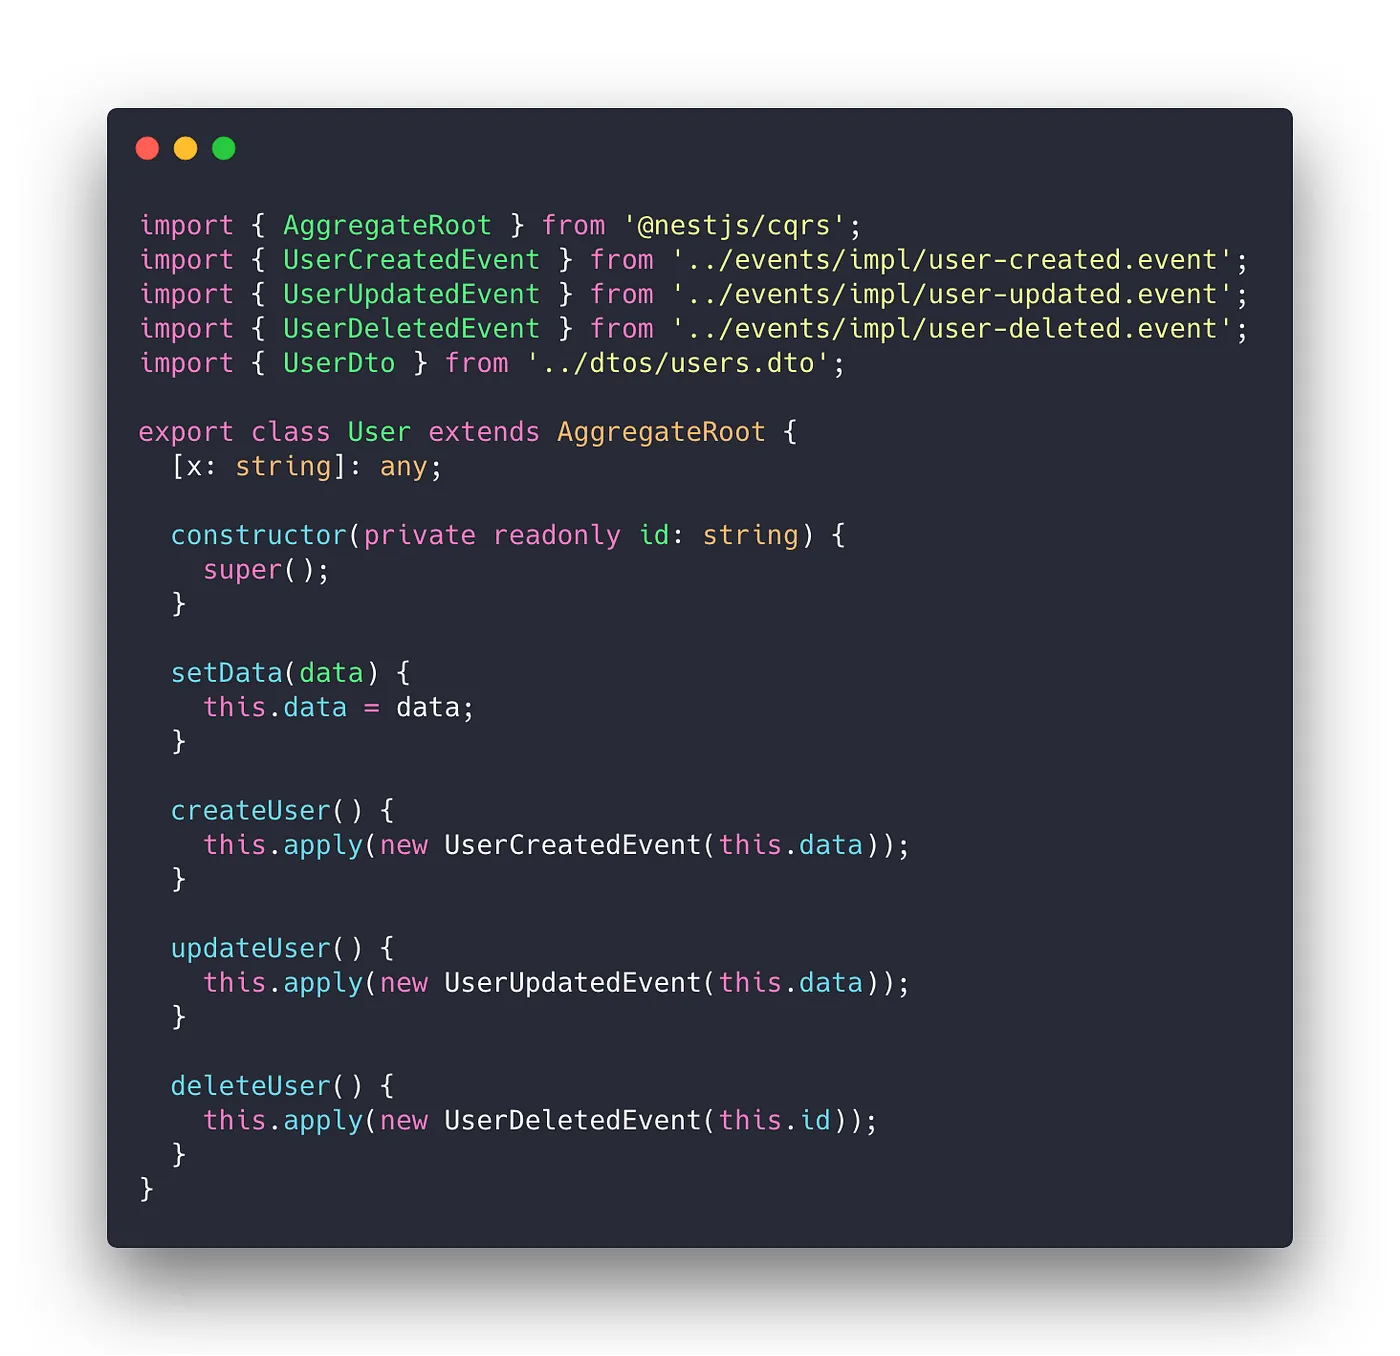 import { AggregateRoot } from '@nestjs/cqrs';
import { UserCreatedEvent } from '../events/impl/user-created.event';
import { UserUpdatedEvent } from '../events/impl/user-updated.event';
import { UserDeletedEvent } from '../events/impl/user-deleted.event';
import { UserDto } from '../dtos/users.dto';

export class User extends AggregateRoot {
  [x: string]: any;

  constructor(private readonly id: string) {
    super();
  }

  setData(data) {
    this.data = data;
  }

  createUser() {
    this.apply(new UserCreatedEvent(this.data));
  }

  updateUser() {
    this.apply(new UserUpdatedEvent(this.data));
  }

  deleteUser() {
    this.apply(new UserDeletedEvent(this.id));
  }
}